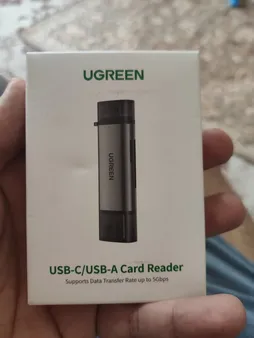 UGREEN
UGREEN
USB-C/USB-A Card Reader
Supports Data Transfer Rate up to 5Gbps